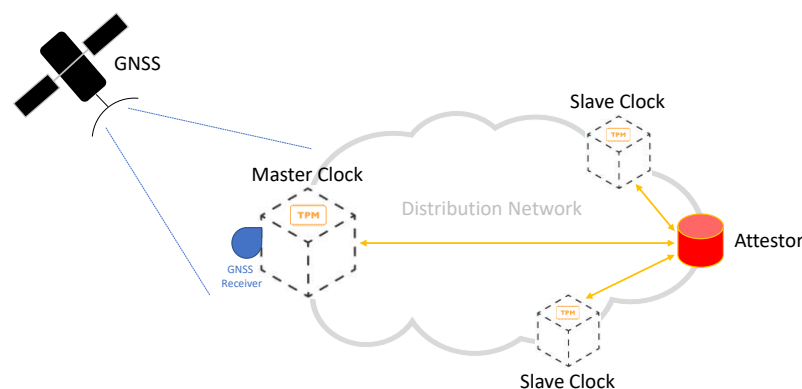 GNSS
Slave Clock
TPM
Master Clock
TPM
Distribution Network
Attestor
GNSS
Receiver
TPM
Slave Clock